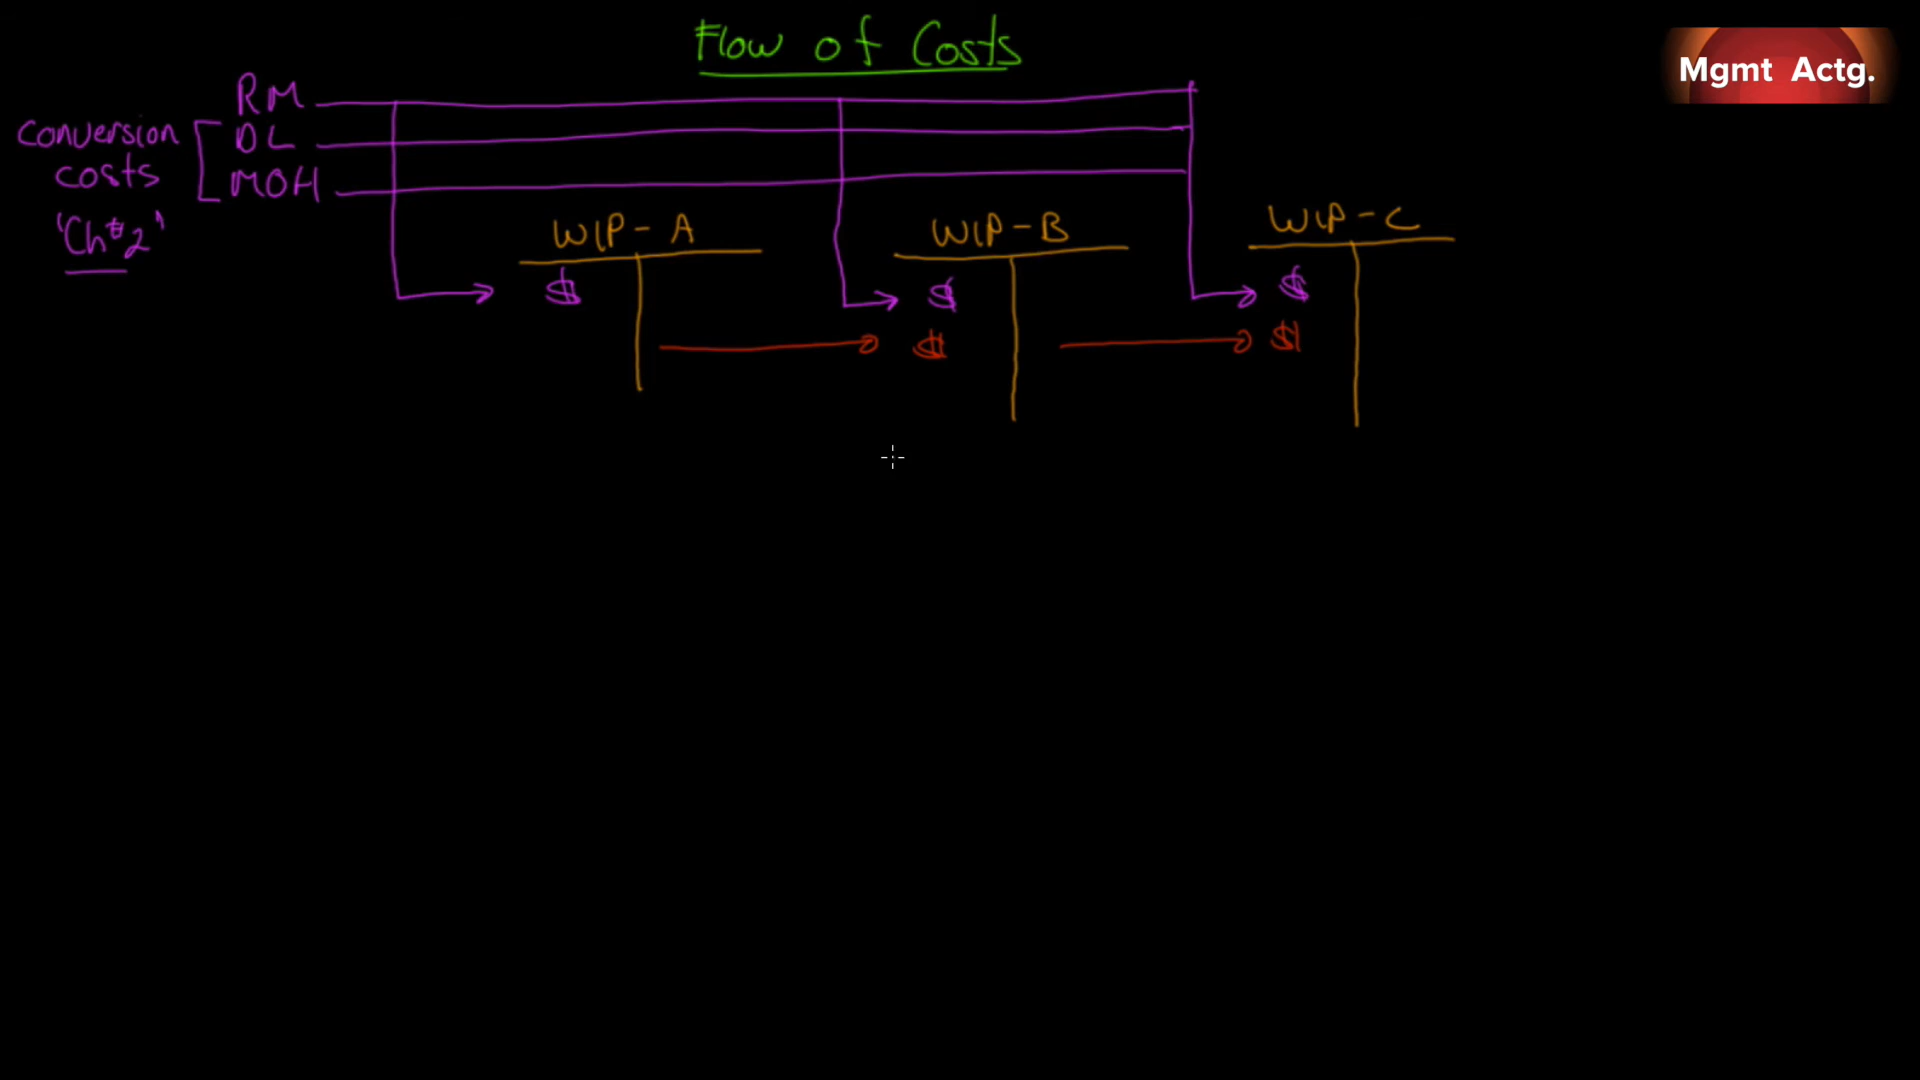 Flow of Costs
Mgmt Actg.
RM
Conversion
costs
DL
MOH
"Ch#2"
WIP-A
WIP-B
WIP-C
$
$
$
$
$